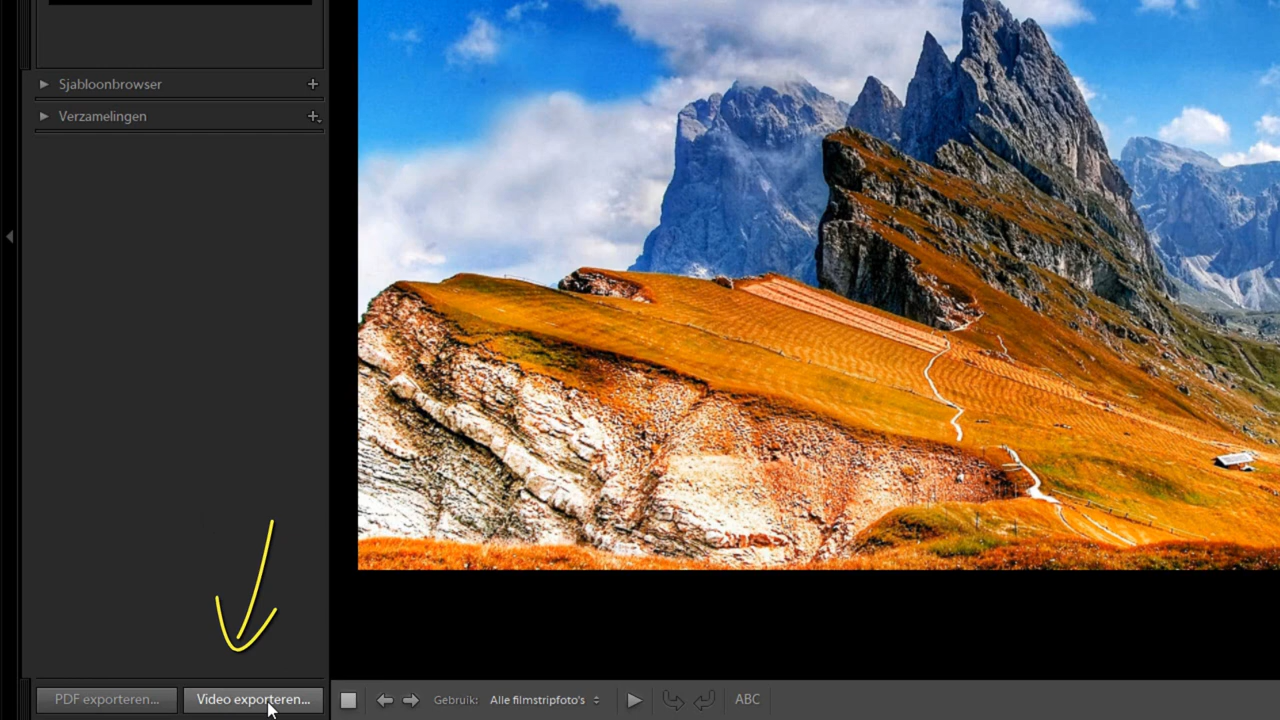 Sjabloonbrowser
Verzamelingen
PDF exporteren... Video exporteren... Gebruik: Alle filmstripfoto's ABC